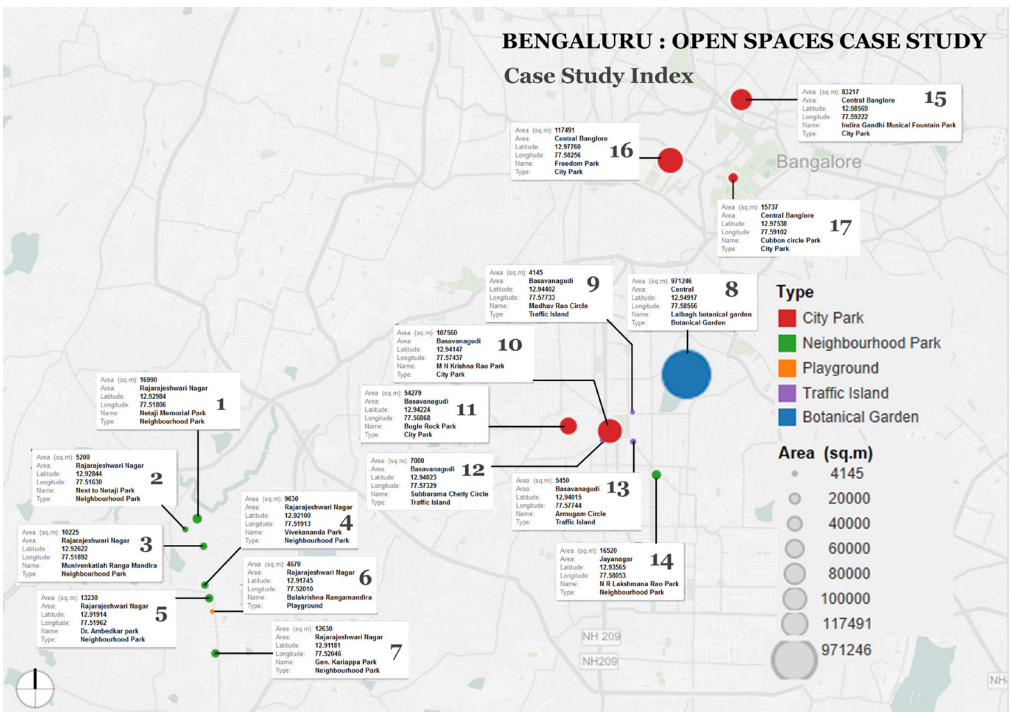 BENGALURU : OPEN SPACES CASE STUDY
Case Study Index
Area (sq.m): 83217
Area: Central Banglore
Latitude: 12.98569
Longitude: 77.59222
Name: Indira Gandhi Musical Fountain Park
Type: City Park
15
Area (sq.m): 117491
Area: Central Banglore
Latitude: 12.97760
Longitude: 77.58256
Name: Freedom Park
Type: City Park
16
Bangalore
Area (sq.m): 15737
Area: Central Banglore
Latitude: 12.97538
Longitude: 77.59102
Name: Cubbon circle Park
Type: City Park
17
Area (sq.m): 4145
Area: Basavanagudi
Latitude: 12.94402
Longitude: 77.57733
Name: Madhav Rao Circle
Type: Traffic Island
9
Area (sq.m): 971246
Area: Central
Latitude: 12.94917
Longitude: 77.58566
Name: Lalbagh botanical garden
Type: Botanical Garden
8
Area (sq.m): 107560
Area: Basavanagudi
Latitude: 12.94147
Longitude: 77.57437
Name: M N Krishna Rao Park
Type: City Park
10
Area (sq.m): 54279
Area: Basavanagudi
Latitude: 12.94224
Longitude: 77.56868
Name: Bugle Rock Park
Type: City Park
11
Area (sq.m): 7000
Area: Basavanagudi
Latitude: 12.94023
Longitude: 77.57329
Name: Subbarama Chetty Circle
Type: Traffic Island
12
Area (sq.m): 5450
Area: Basavanagudi
Latitude: 12.94015
Longitude: 77.57744
Name: Armugam Circle
Type: Traffic Island
13
Area (sq.m): 16520
Area: Jayanagar
Latitude: 12.93565
Longitude: 77.58053
Name: N R Lakshmana Rao Park
Type: Neighbourhood Park
14
Area (sq.m): 16990
Area: Rajarajeshwari Nagar
Latitude: 12.92984
Longitude: 77.51806
Name: Netaji Memorial Park
Type: Neighbourhood Park
1
Area (sq.m): 5200
Area: Rajarajeshwari Nagar
Latitude: 12.92844
Longitude: 77.51630
Name: Next to Netaji Park
Type: Neighbourhood Park
2
Area (sq.m): 10225
Area: Rajarajeshwari Nagar
Latitude: 12.92622
Longitude: 77.51892
Name: Munivenkatiah Ranga Mandira
Type: Neighbourhood Park
3
Area (sq.m): 9630
Area: Rajarajeshwari Nagar
Latitude: 12.92100
Longitude: 77.51913
Name: Vivekananda Park
Type: Neighbourhood Park
4
Area (sq.m): 4670
Area: Rajarajeshwari Nagar
Latitude: 12.91745
Longitude: 77.52010
Name: Balakrishna Rangamandira
Type: Playground
6
Area (sq.m): 13230
Area: Rajarajeshwari Nagar
Latitude: 12.91914
Longitude: 77.51962
Name: Dr. Ambedkar park
Type: Neighbourhood Park
5
Area (sq.m): 12630
Area: Rajarajeshwari Nagar
Latitude: 12.91181
Longitude: 77.52046
Name: Gen. Kariappa Park
Type: Neighbourhood Park
7
Type
City Park
Neighbourhood Park
Playground
Traffic Island
Botanical Garden
Area (sq.m)
4145
20000
40000
60000
80000
100000
117491
971246
NH 209
NH209
NH